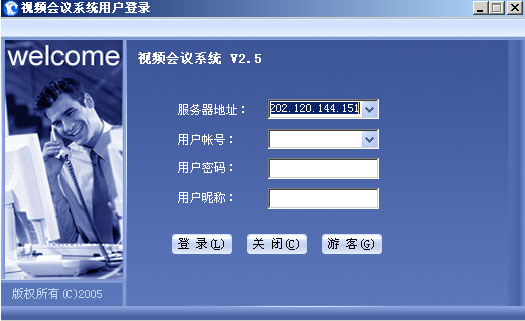 视频会议系统用户登录
welcome
视频会议系统 V2.5
服务器地址： 202.120.144.151
用户帐号：
用户密码：
用户昵称：
登 录(L) 关 闭(C) 游 客(G)
版权所有(C)2005